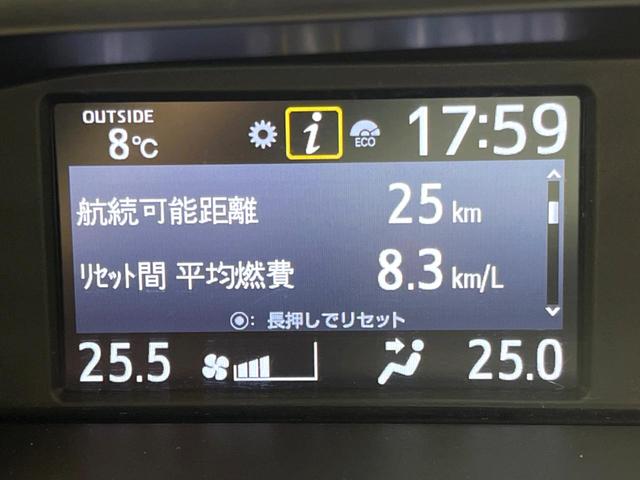 OUTSIDE
8℃
i
ECO
17:59
航続可能距離 25 km
リセット間 平均燃費 8.3 km/L
◉: 長押しでリセット
25.5
25.0